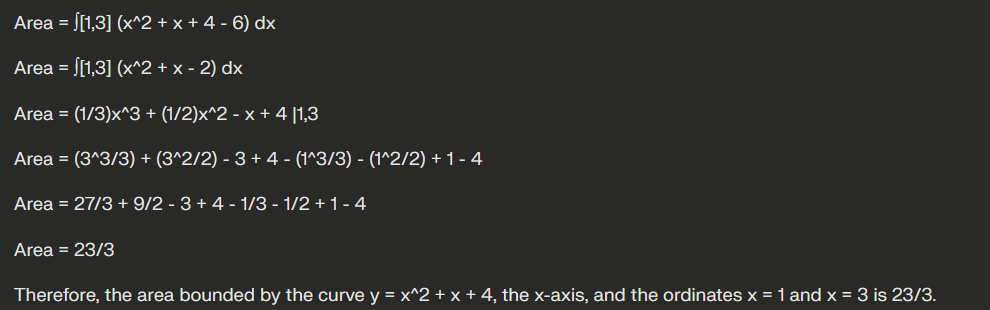 Area = ∫[1,3] (x^2 + x + 4 - 6) dx
Area = ∫[1,3] (x^2 + x - 2) dx
Area = (1/3)x^3 + (1/2)x^2 - x + 4 |1,3
Area = (3^3/3) + (3^2/2) - 3 + 4 - (1^3/3) - (1^2/2) + 1 - 4
Area = 27/3 + 9/2 - 3 + 4 - 1/3 - 1/2 + 1 - 4
Area = 23/3
Therefore, the area bounded by the curve y = x^2 + x + 4, the x-axis, and the ordinates x = 1 and x = 3 is 23/3.